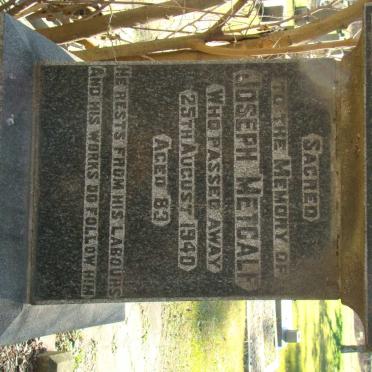 SACRED
TO THE MEMORY OF
JOSEPH METCALF
WHO PASSED AWAY
25TH AUGUST 1940
AGED 83
HE RESTS FROM HIS LABOURS
AND HIS WORKS DO FOLLOW HIM